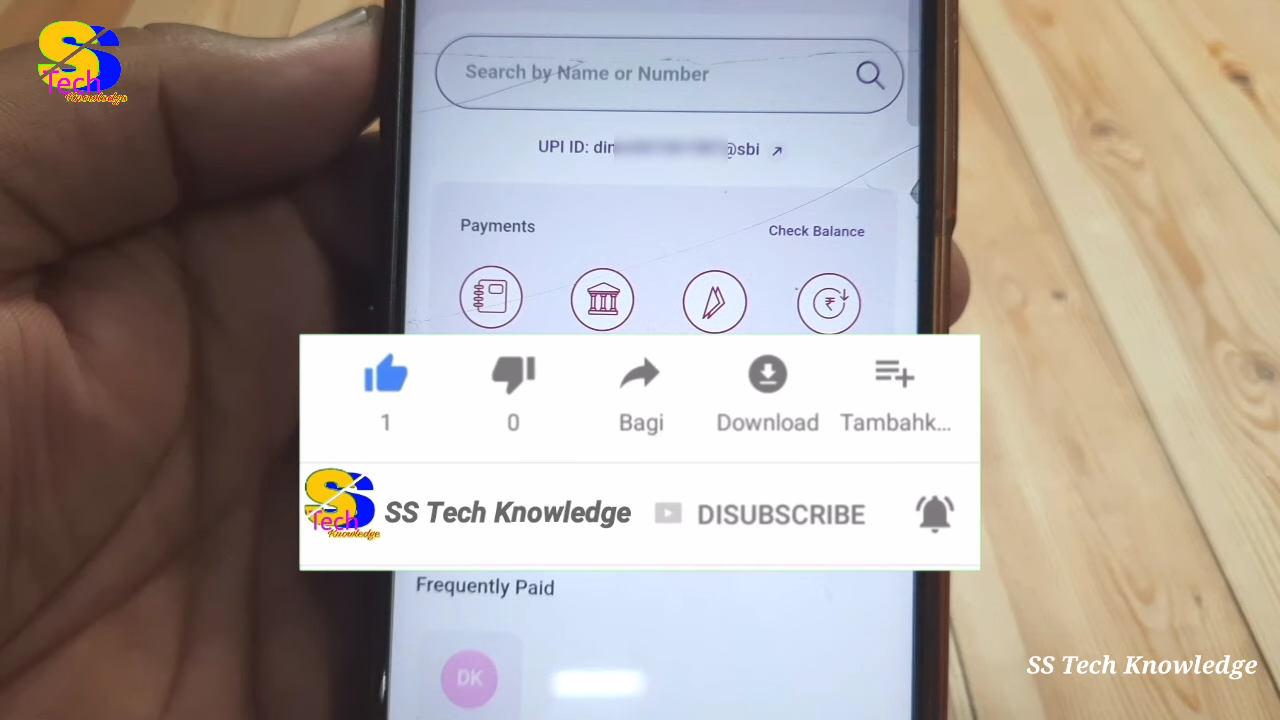 SS
Tech
Knowledge
Search by Name or Number
UPI ID: din @sbi
Payments
Check Balance
1
0
Bagi
Download
Tambahk...
SS
Tech
Knowledge
SS Tech Knowledge
DISUBSCRIBE
Frequently Paid
DK
SS Tech Knowledge